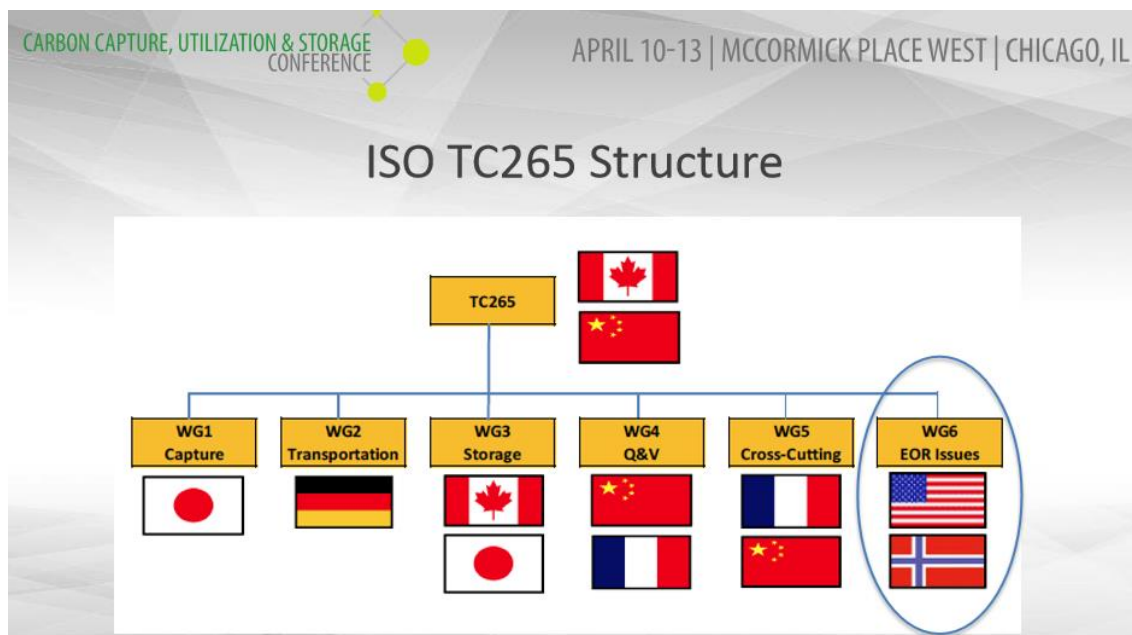 CARBON CAPTURE, UTILIZATION & STORAGE
CONFERENCE
APRIL 10-13 | MCCORMICK PLACE WEST | CHICAGO, IL
ISO TC265 Structure
TC265
WG1
Capture
WG2
Transportation
WG3
Storage
WG4
Q&V
WG5
Cross-Cutting
WG6
EOR Issues